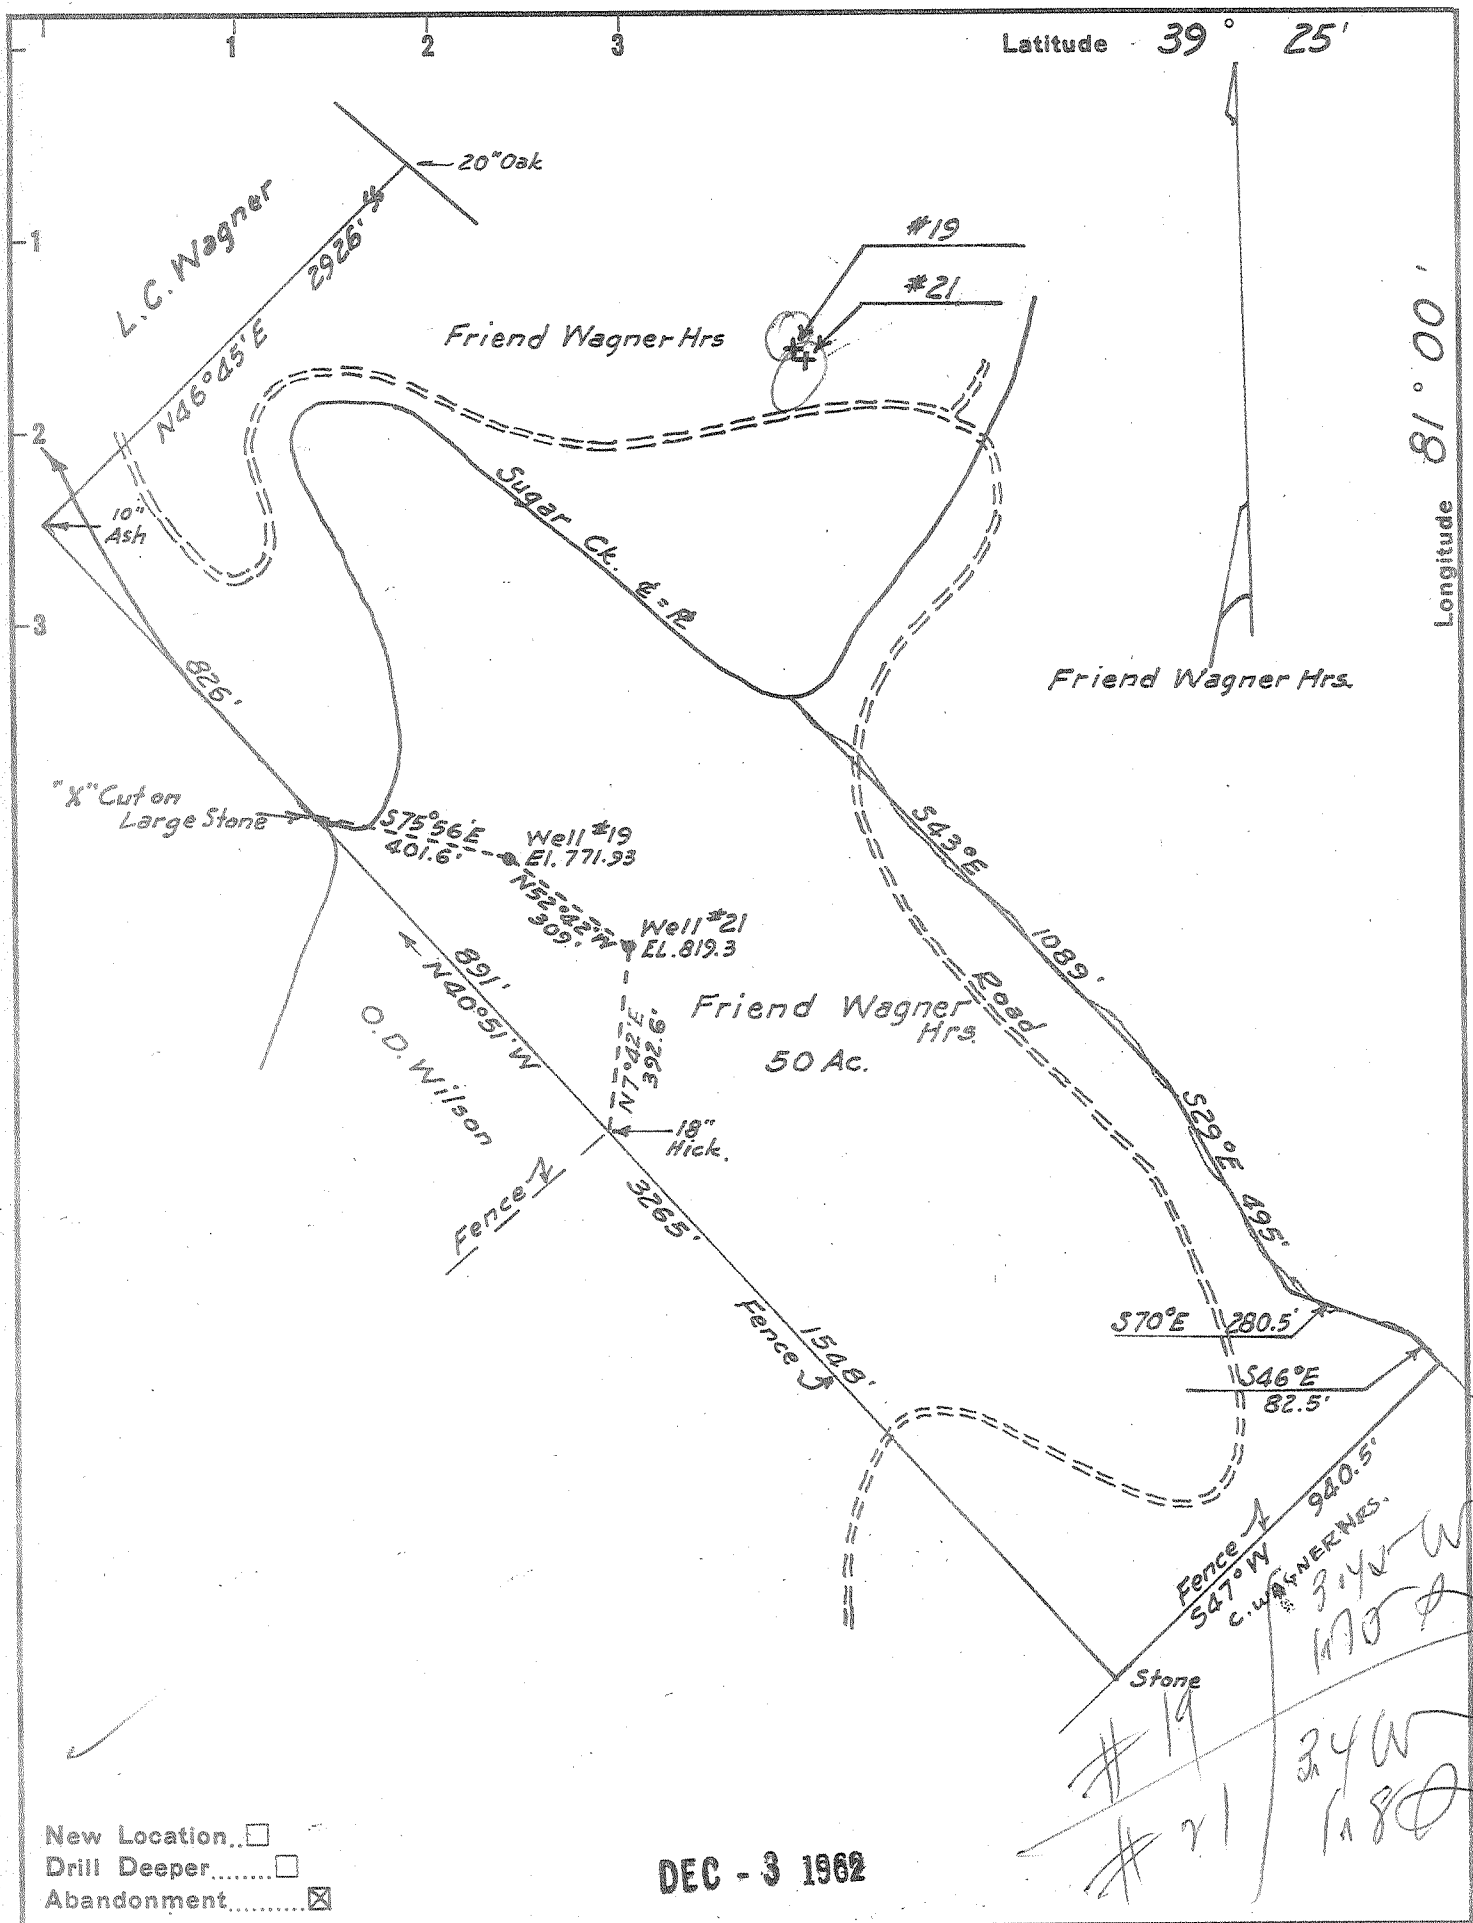 1
2
3
Latitude 39° 25'
1
2
3
Longitude 81° 00'
20" Oak
L.C. Wagner
2926'
N46°45'E
#19
#21
Friend Wagner Hrs
10"
Ash
Sugar Ck. ¢ = ⅊
826'
Friend Wagner Hrs.
"X" Cut on
Large Stone
S75°56'E
401.6'
Well #19
El. 771.93
N52°42'W
309'
Well #21
EL. 819.3
S43°E
1089'
891'
N40°51'W
O.D. Wilson
N7°42'E
392.6'
Friend Wagner
Hrs.
50 Ac.
Road
18"
Hick.
Fence
S29°E
495'
3265'
Fence
1548'
S70°E 280.5'
S46°E
82.5'
940.5'
Fence
S47°W
C. WAGNER HRS.
Stone
#19
#21
3.4 W
New Location..☐
Drill Deeper.......☐
Abandonment..........☒
DEC - 3 1962